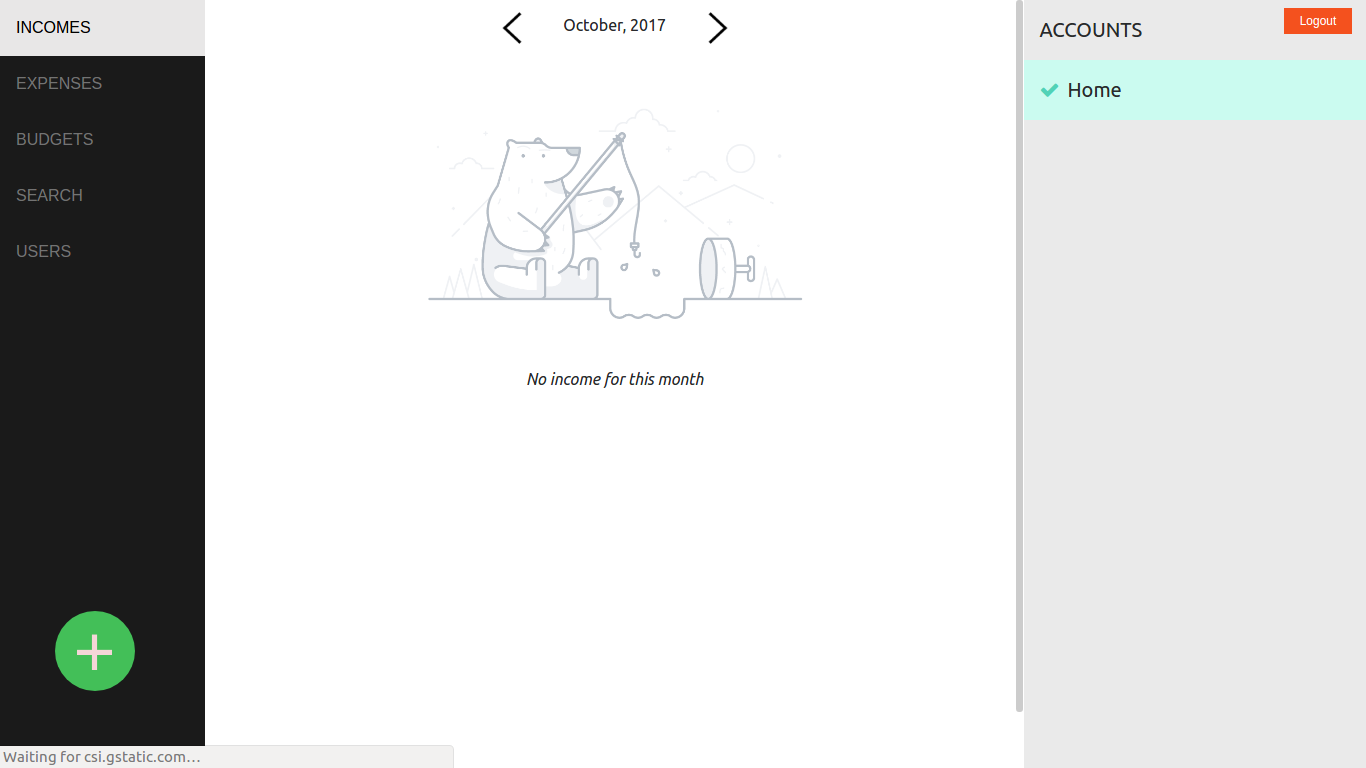 INCOMES
EXPENSES
BUDGETS
SEARCH
USERS
Waiting for csi.gstatic.com…
October, 2017
No income for this month
ACCOUNTS
Logout
Home